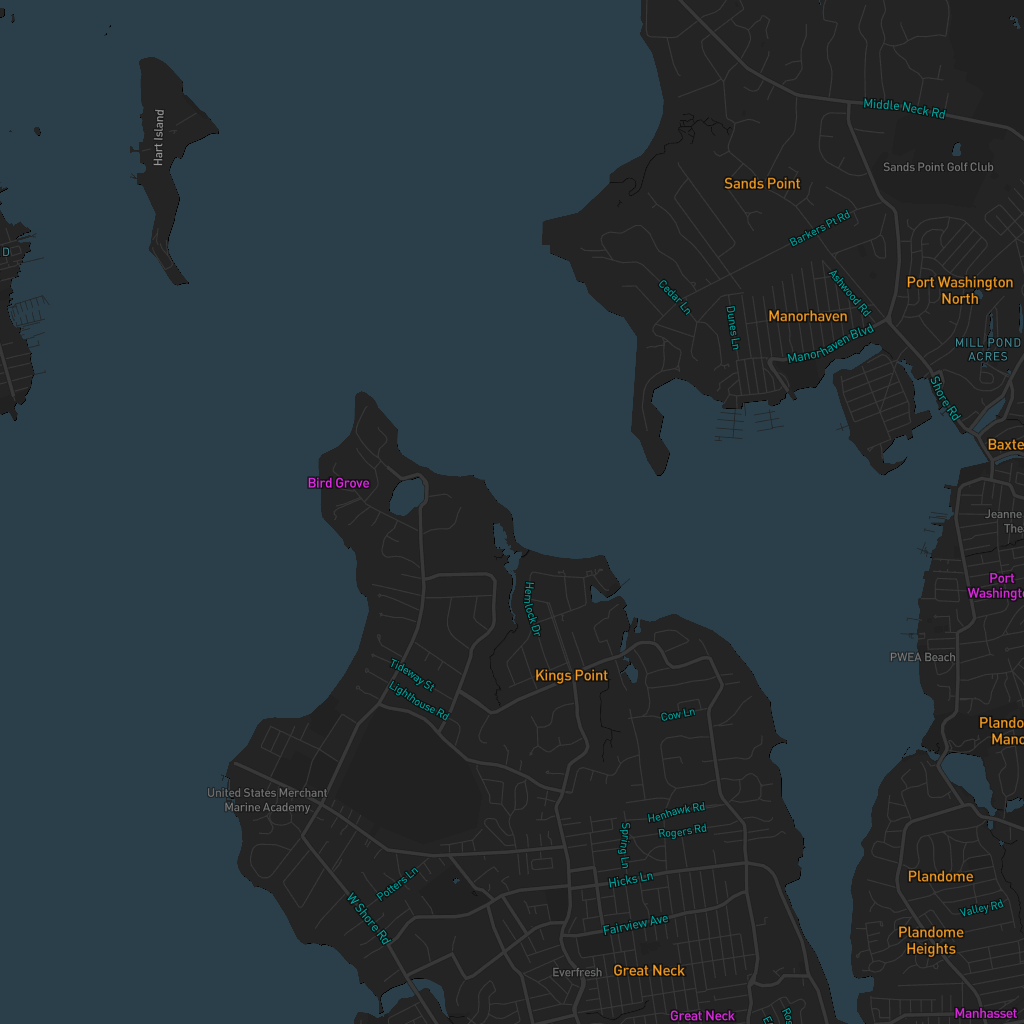 Middle Neck Rd
Hart Island
Sands Point Golf Club
Sands Point
Barkers Pt Rd
D
Ashwood Rd
Port Washington
North
Cedar Ln
Manorhaven
Dunes Ln
Manorhaven Blvd
MILL POND
ACRES
Shore Rd
Baxte
Bird Grove
Jeanne
The
Port
Washingto
Hemlock Dr
PWEA Beach
Kings Point
Tideway St
Lighthouse Rd
Cow Ln
Plando
Mano
United States Merchant
Marine Academy
Henhawk Rd
Rogers Rd
Spring Ln
Potters Ln
Hicks Ln
Plandome
W Shore Rd
Valley Rd
Fairview Ave
Plandome
Heights
Everfresh
Great Neck
Great Neck
Manhasset